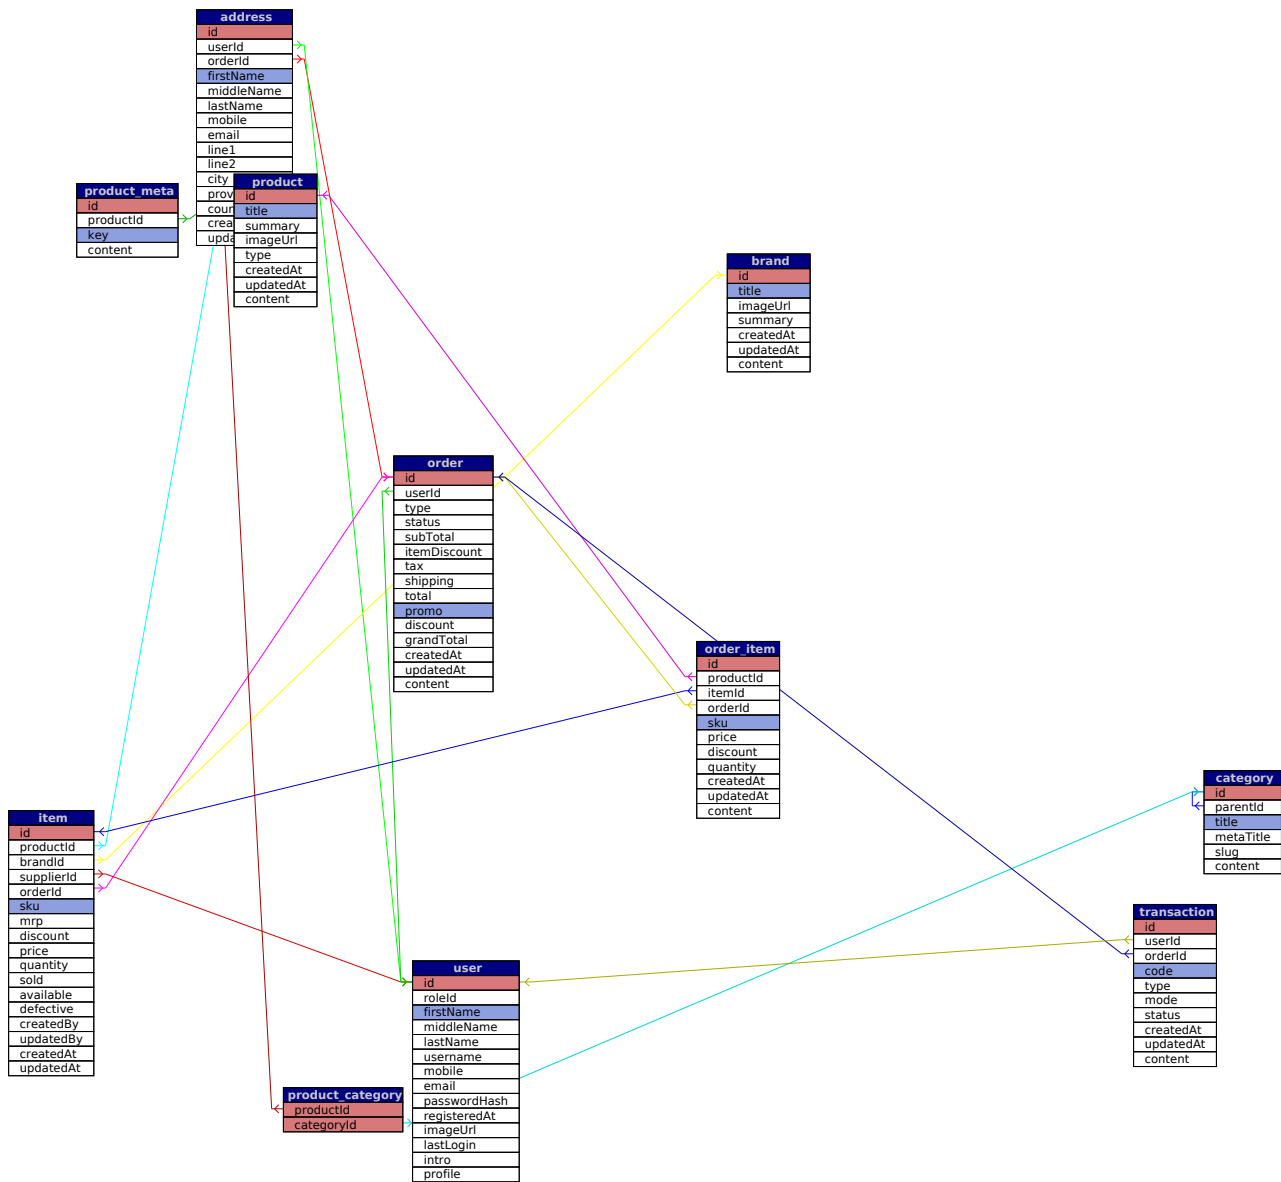 address
id
userId
orderId
firstName
middleName
lastName
mobile
email
line1
line2
city
prov
coun
crea
upda
product_meta
id
productId
key
content
product
id
title
summary
imageUrl
type
createdAt
updatedAt
content
brand
id
title
imageUrl
summary
createdAt
updatedAt
content
order
id
userId
type
status
subTotal
itemDiscount
tax
shipping
total
promo
discount
grandTotal
createdAt
updatedAt
content
order_item
id
productId
itemId
orderId
sku
price
discount
quantity
createdAt
updatedAt
content
category
id
parentId
title
metaTitle
slug
content
item
id
productId
brandId
supplierId
orderId
sku
mrp
discount
price
quantity
sold
available
defective
createdBy
updatedBy
createdAt
updatedAt
transaction
id
userId
orderId
code
type
mode
status
createdAt
updatedAt
content
user
id
roleId
firstName
middleName
lastName
username
mobile
email
passwordHash
registeredAt
imageUrl
lastLogin
intro
profile
product_category
productId
categoryId